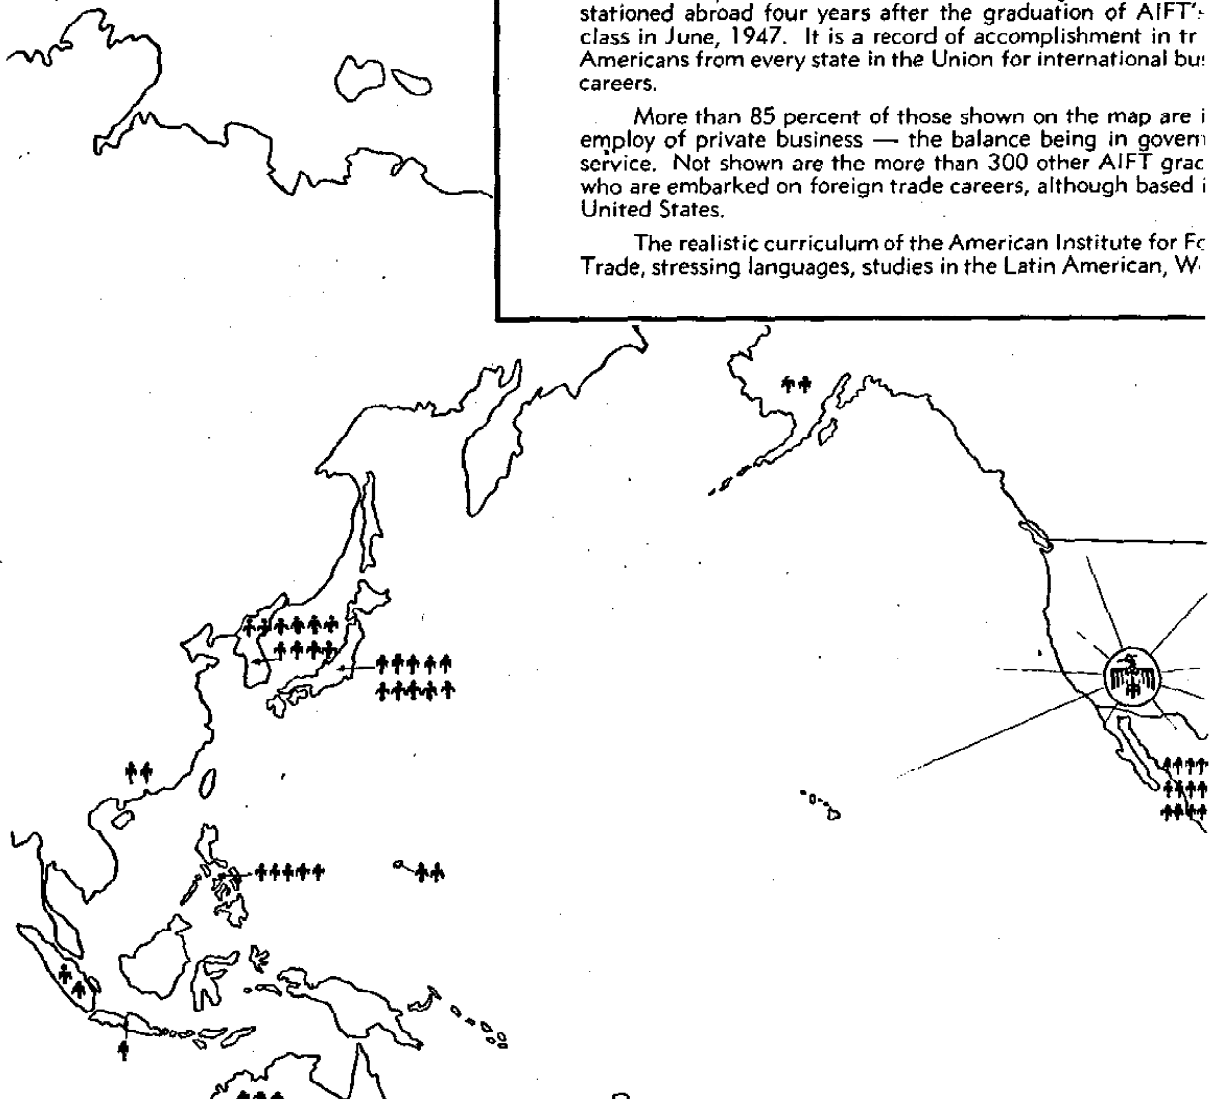 stationed abroad four years after the graduation of AIFT's
class in June, 1947. It is a record of accomplishment in tr
Americans from every state in the Union for international bus
careers.
More than 85 percent of those shown on the map are i
employ of private business — the balance being in govern
service. Not shown are the more than 300 other AIFT grad
who are embarked on foreign trade careers, although based i
United States.
The realistic curriculum of the American Institute for Fo
Trade, stressing languages, studies in the Latin American, W